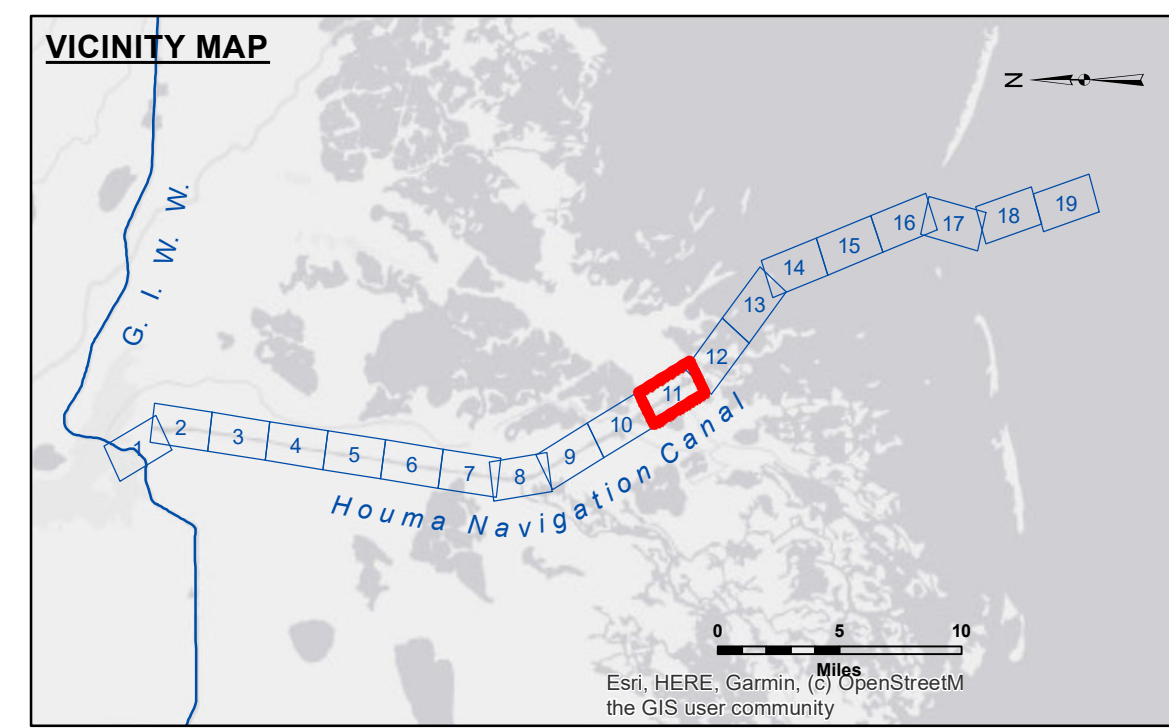 VICINITY MAP
N
G. I. W. W.
1
2
3
4
5
6
7
8
9
10
11
12
13
14
15
16
17
18
19
Houma Navigation Canal
0 5 10
Miles
Esri, HERE, Garmin, (c) OpenStreetM
the GIS user community